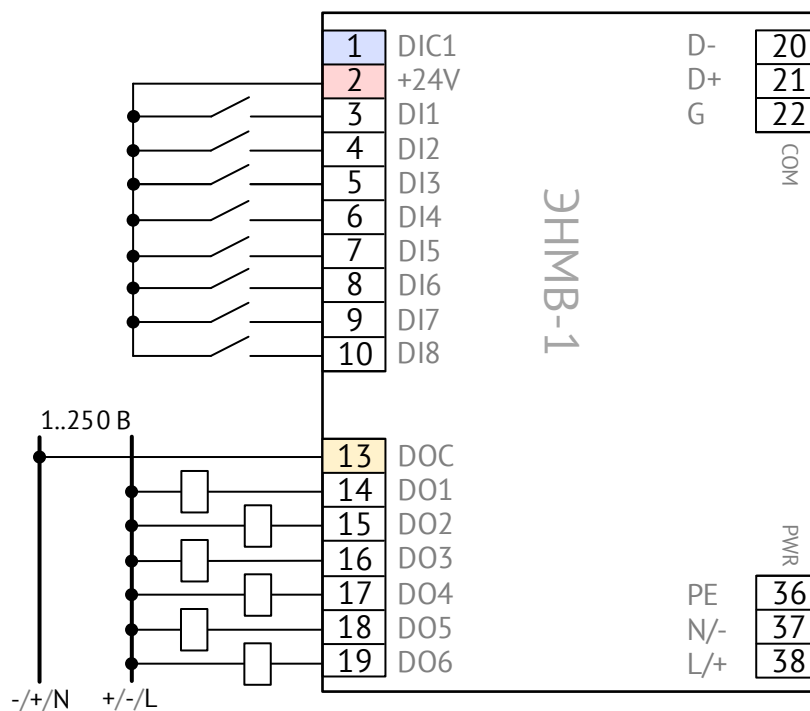 1 DIC1
2 +24V
3 DI1
4 DI2
5 DI3
6 DI4
7 DI5
8 DI6
9 DI7
10 DI8
1..250 В
13 DOC
14 DO1
15 DO2
16 DO3
17 DO4
18 DO5
19 DO6
-/+/N +/-/L
ЭНМВ-1
D- 20
D+ 21
G 22
COM
PWR
PE 36
N/- 37
L/+ 38